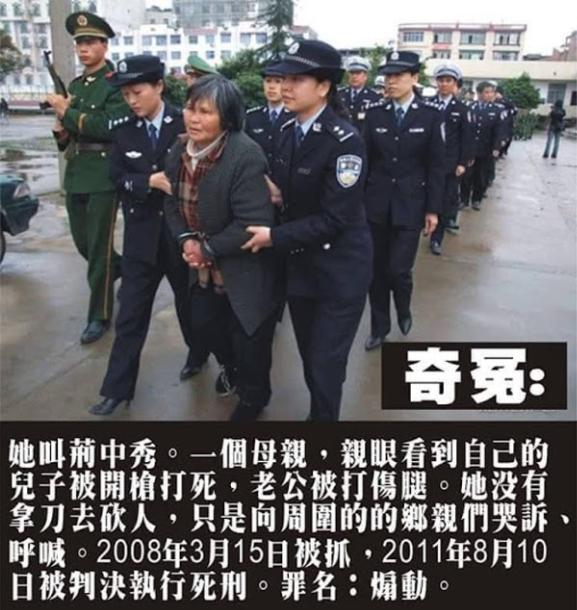 奇冤:
她叫荊中秀。一個母親，親眼看到自己的
兒子被開槍打死，老公被打傷腿。她没有
拿刀去砍人，只是向周圍的的鄉親們哭訴、
呼喊。2008年3月15日被抓，2011年8月10
日被判決執行死刑。罪名：煽動。